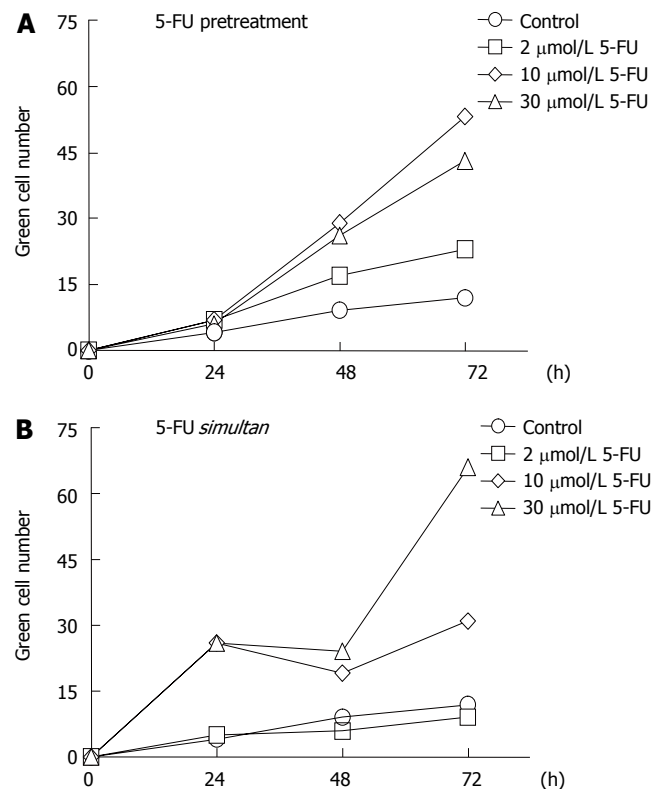 A
5-FU pretreatment
Control
2 μmol/L 5-FU
10 μmol/L 5-FU
30 μmol/L 5-FU
Green cell number
75
60
45
30
15
0
0 24 48 72 (h)
B
5-FU simultan
Control
2 μmol/L 5-FU
10 μmol/L 5-FU
30 μmol/L 5-FU
Green cell number
75
60
45
30
15
0
0 24 48 72 (h)